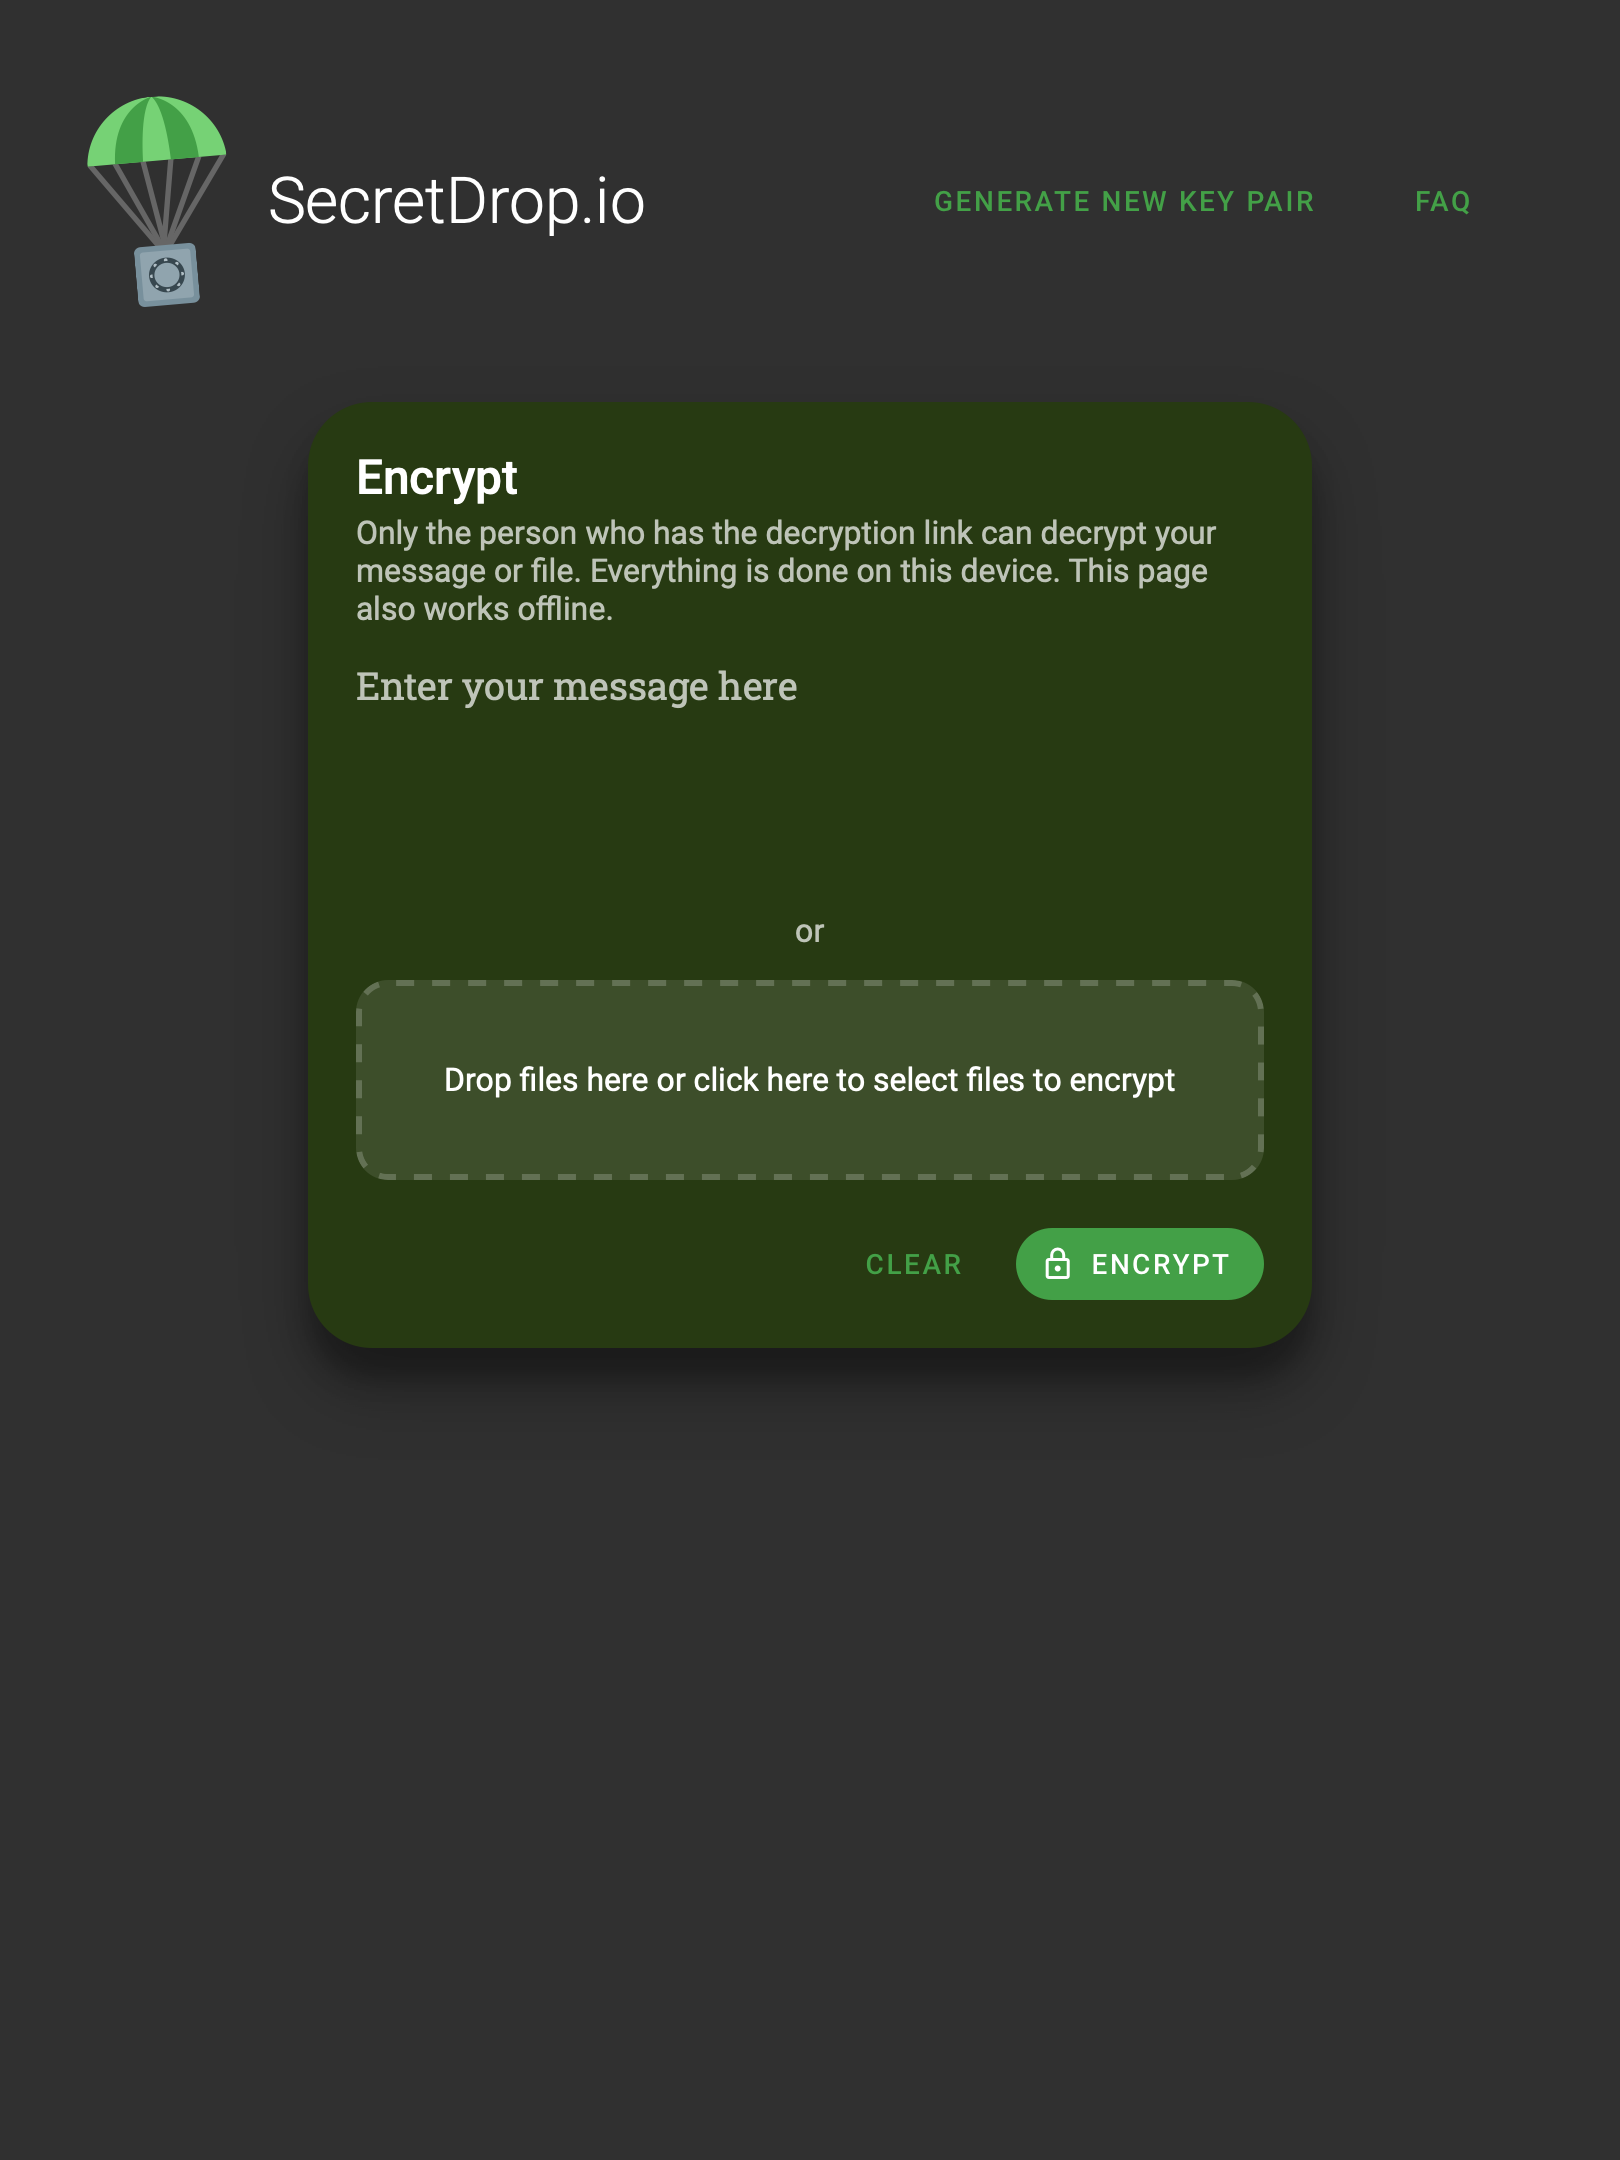 SecretDrop.io
GENERATE NEW KEY PAIR
FAQ
Encrypt
Only the person who has the decryption link can decrypt your
message or file. Everything is done on this device. This page
also works offline.
Enter your message here
or
Drop files here or click here to select files to encrypt
CLEAR
ENCRYPT